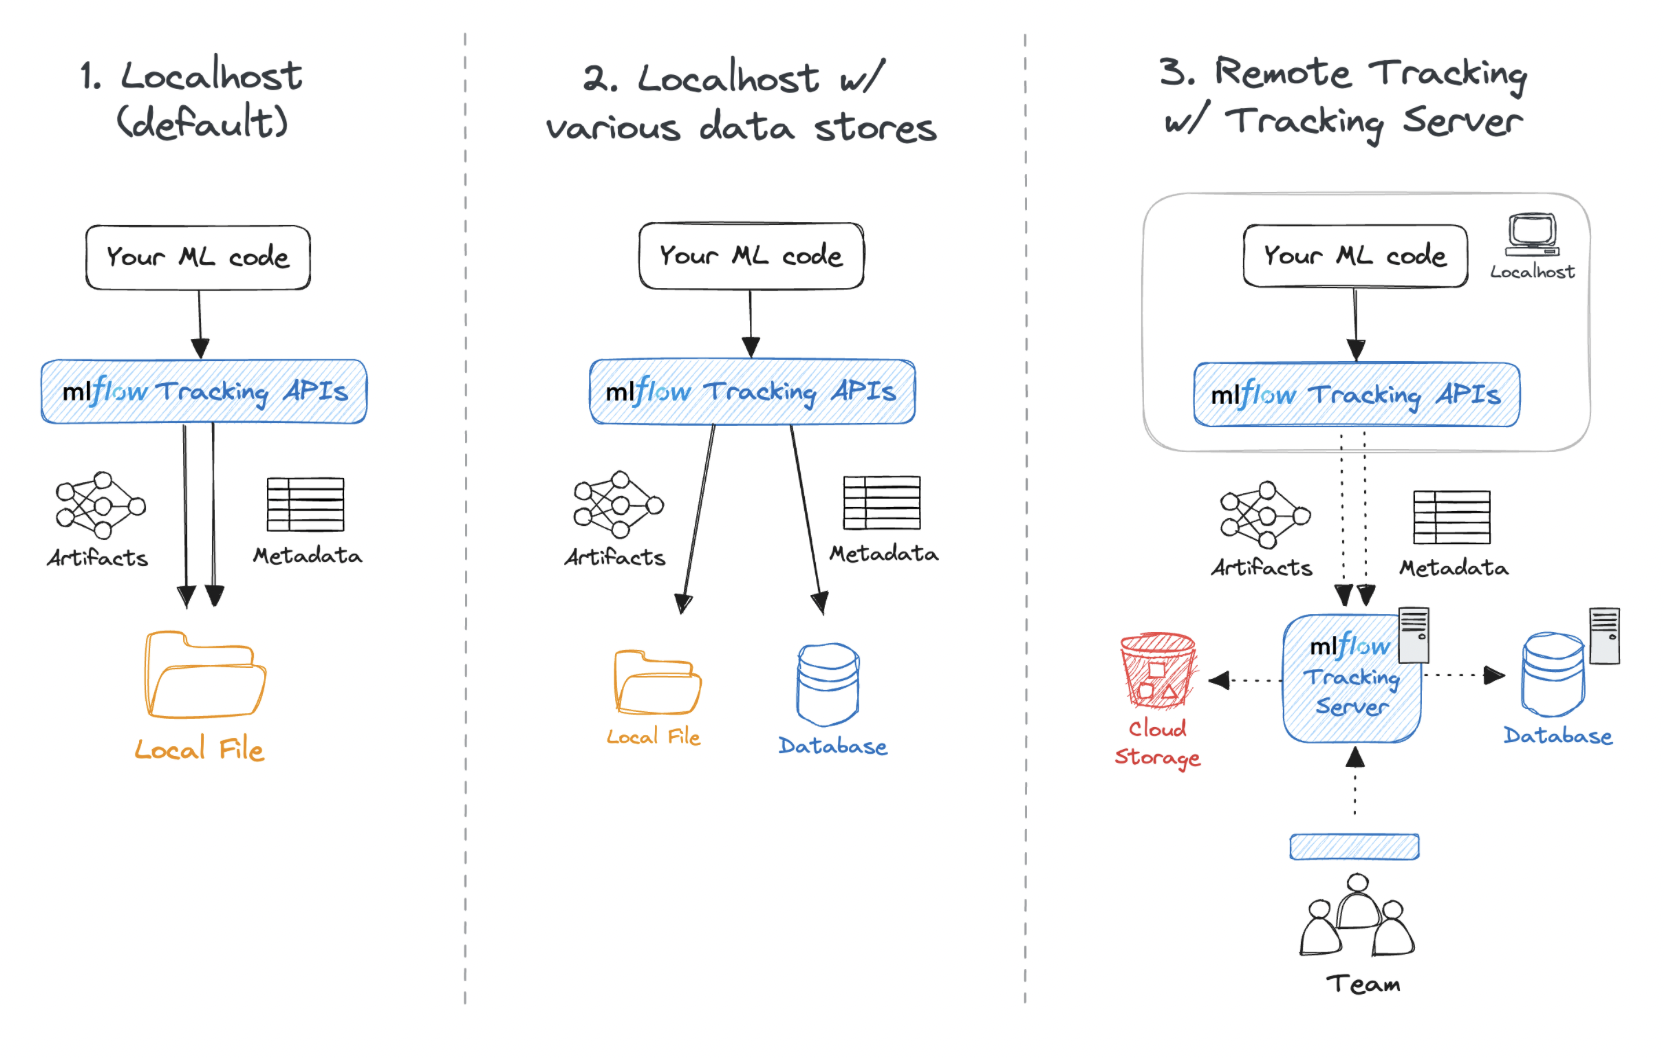 1. Localhost
(default)
Your ML code
mlflow Tracking APIs
Artifacts
Metadata
Local File
2. Localhost w/
various data stores
Your ML code
mlflow Tracking APIs
Artifacts
Metadata
Local File
Database
3. Remote Tracking
w/ Tracking Server
Your ML code
Localhost
mlflow Tracking APIs
Artifacts
Metadata
mlflow
Tracking
Server
Cloud
Storage
Database
Team